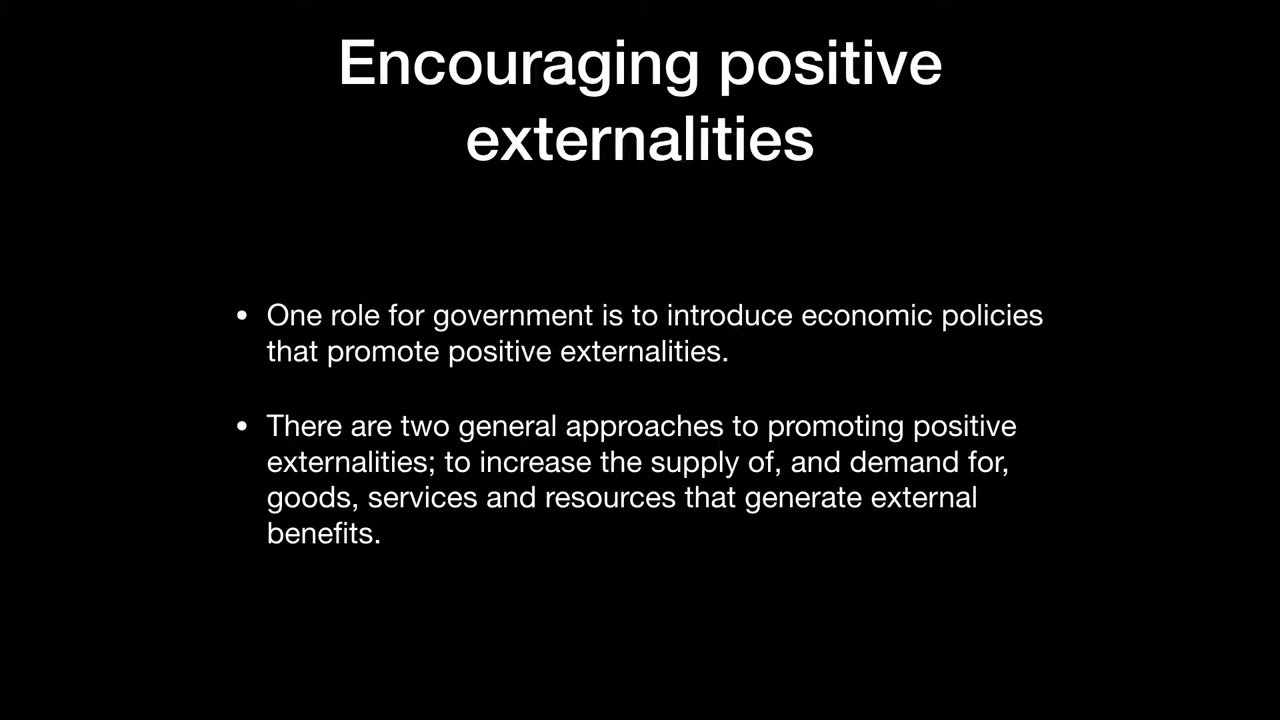 Encouraging positive
externalities
• One role for government is to introduce economic policies
that promote positive externalities.
• There are two general approaches to promoting positive
externalities; to increase the supply of, and demand for,
goods, services and resources that generate external
benefits.